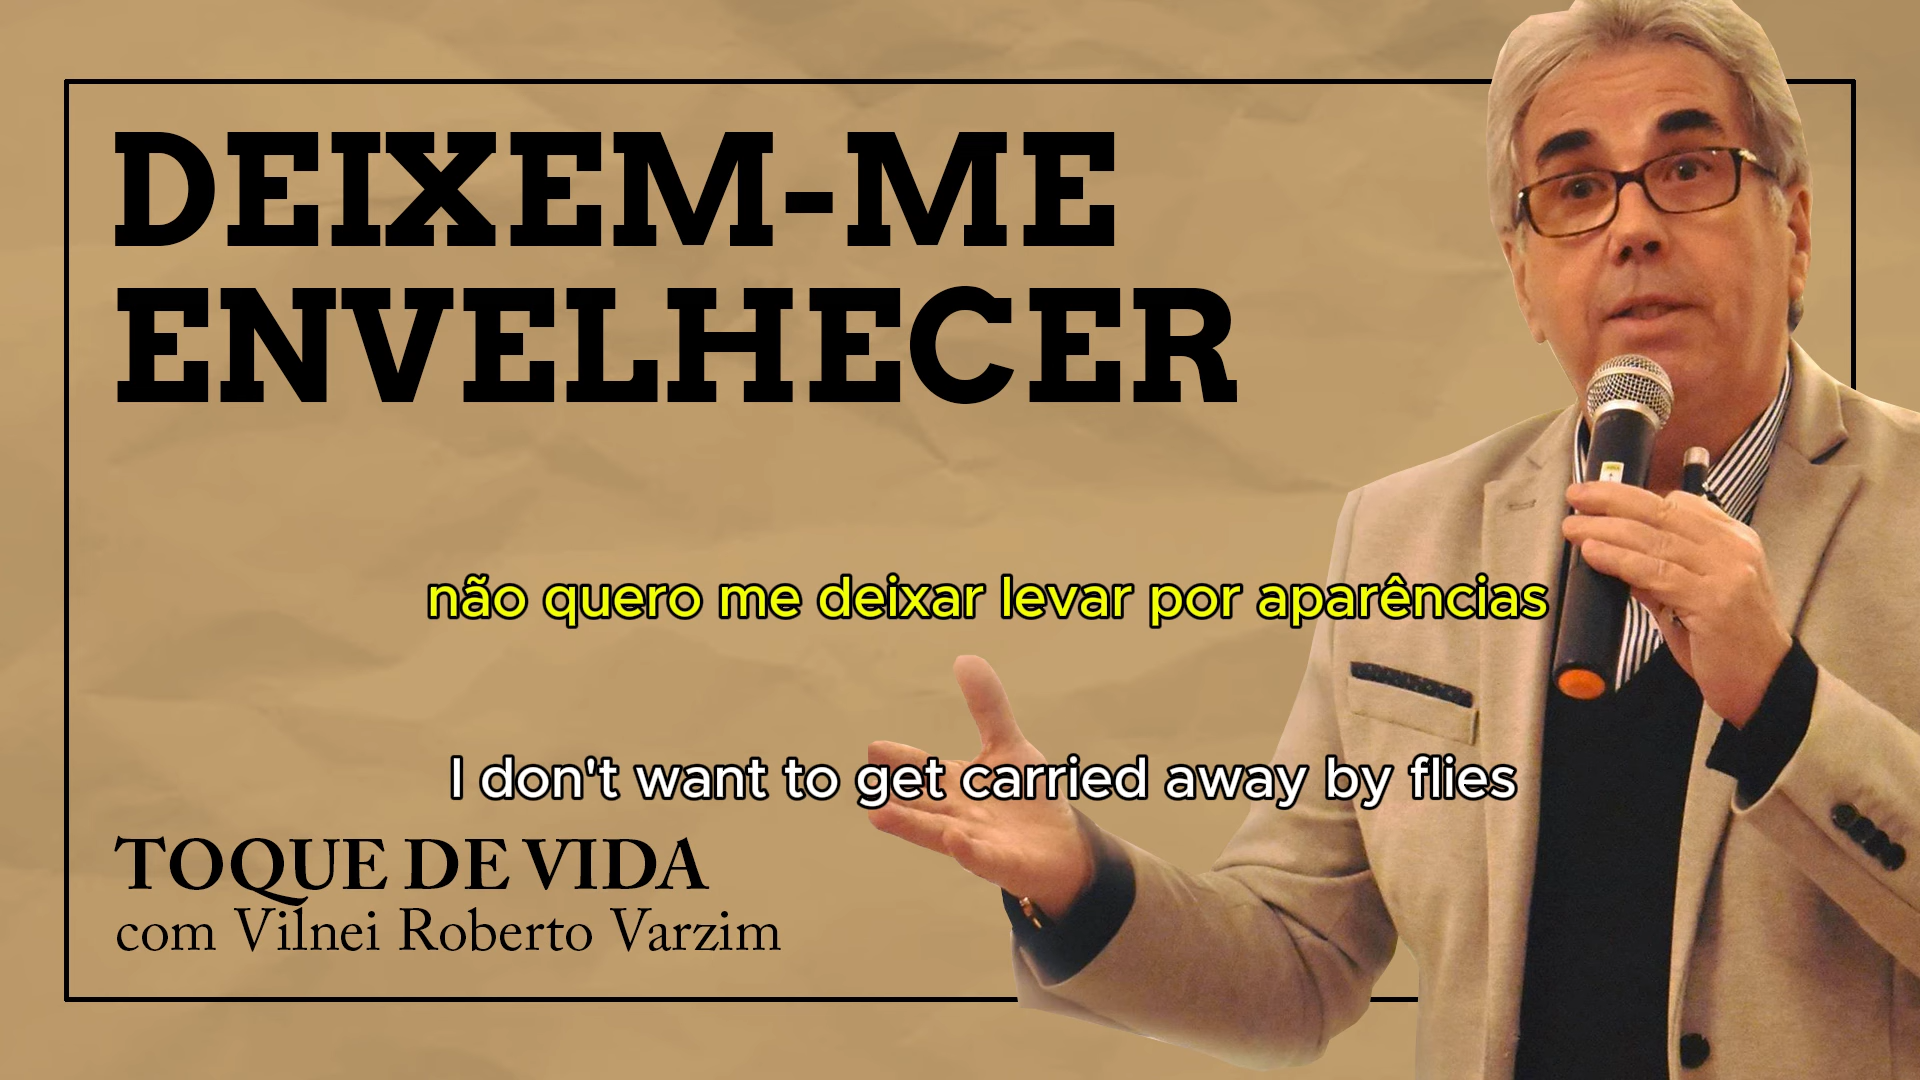 DEIXEM-ME
ENVELHECER
não quero me deixar levar por aparências
I don't want to get carried away by flies
TOQUE DE VIDA
com Vilnei Roberto Varzim